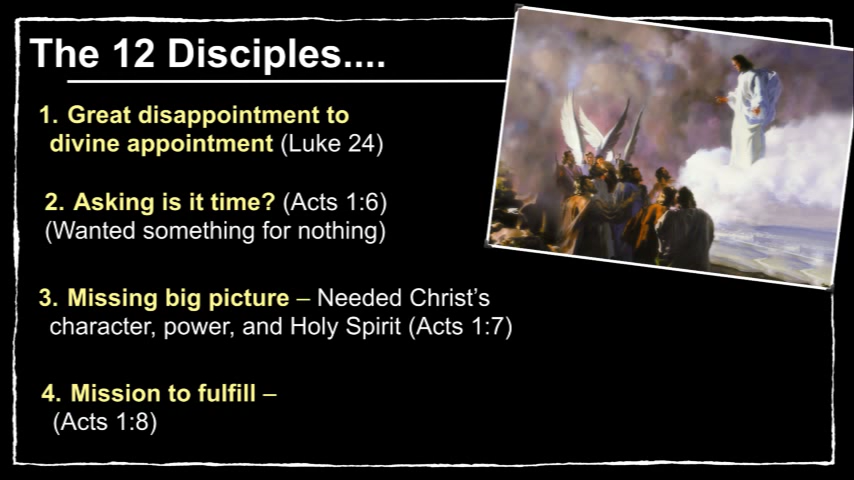 The 12 Disciples....
1. Great disappointment to
divine appointment (Luke 24)
2. Asking is it time? (Acts 1:6)
(Wanted something for nothing)
3. Missing big picture – Needed Christ's
character, power, and Holy Spirit (Acts 1:7)
4. Mission to fulfill –
(Acts 1:8)